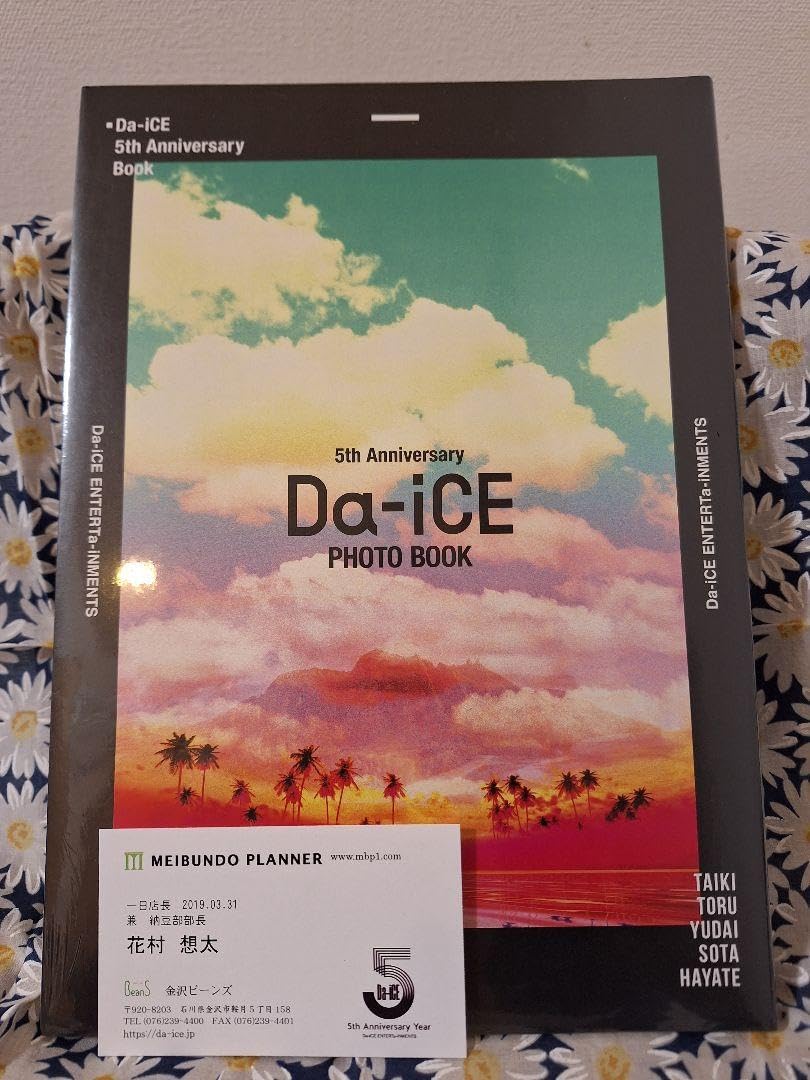 ▪Da-iCE
5th Anniversary
Book
Da-iCE ENTERTa-iNMENTS
5th Anniversary
Da-iCE
PHOTO BOOK
Da-iCE ENTERTa-iNMENTS
TAIKI
TORU
YUDAI
SOTA
HAYATE
MEIBUNDO PLANNER www.mbp1.com
一日店長 2019.03.31
兼 納豆部部長
花村 想太
BeanS 金沢ビーンズ
〒920-8203 石川県金沢市鞍月5丁目158
TEL (076)239-4400 FAX (076)239-4401
https://da-ice.jp
5
Da-iCE
5th Anniversary Year
Da-iCE ENTERTa-iNMENTS